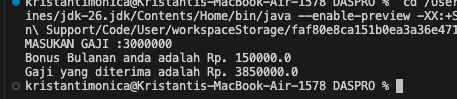 kristantimonica@Kristantis-MacBook-Air-1578 DASPRO % cd /User
ines/jdk-26.jdk/Contents/Home/bin/java --enable-preview -XX:+S
n\ Support/Code/User/workspaceStorage/faf80e8ca151b0ea3a36e471
MASUKAN GAJI :3000000
Bonus Bulanan anda adalah Rp. 150000.0
Gaji yang diterima adalah Rp. 3850000.0
kristantimonica@Kristantis-MacBook-Air-1578 DASPRO %